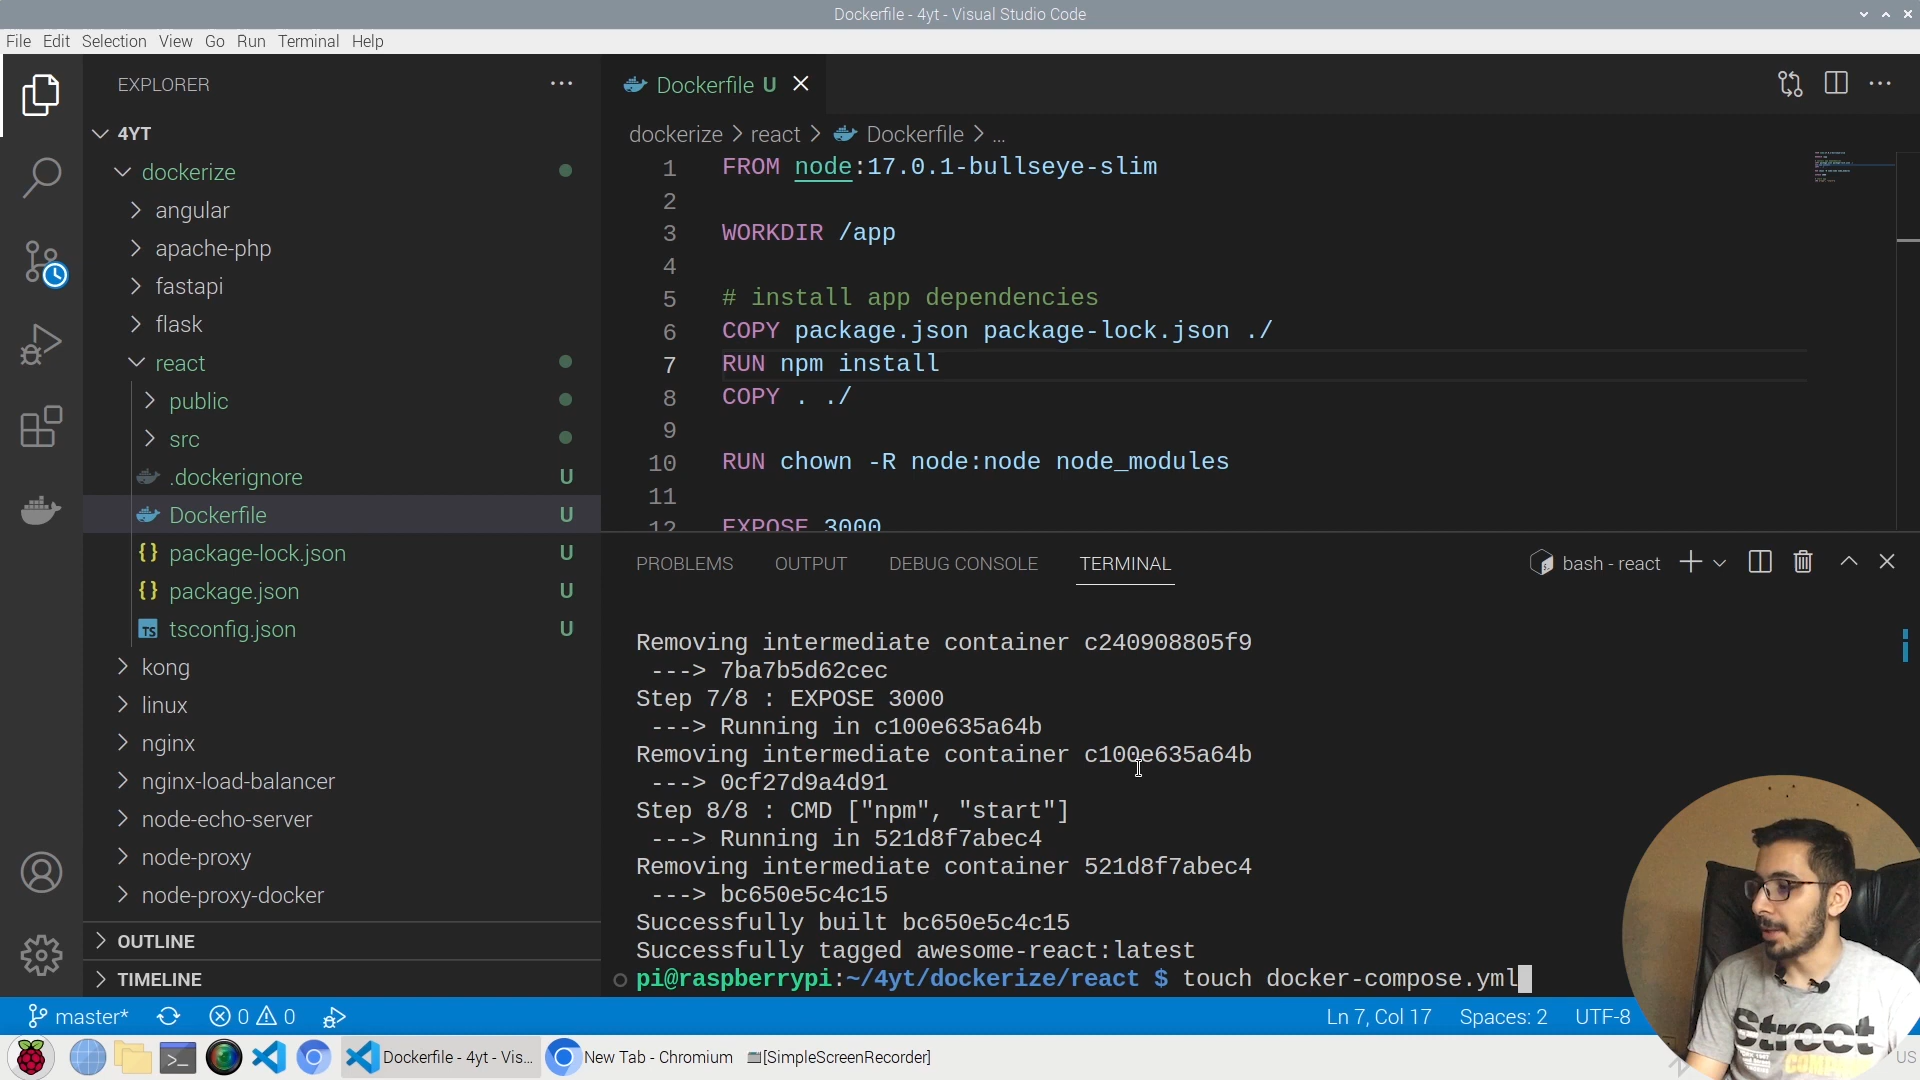 Dockerfile - 4yt - Visual Studio Code
File Edit Selection View Go Run Terminal Help
EXPLORER
4YT
dockerize
angular
apache-php
fastapi
flask
react
public
src
.dockerignore U
Dockerfile U
package-lock.json U
package.json U
tsconfig.json U
kong
linux
nginx
nginx-load-balancer
node-echo-server
node-proxy
node-proxy-docker
OUTLINE
TIMELINE
Dockerfile U
dockerize > react > Dockerfile > ...
1 FROM node:17.0.1-bullseye-slim
2
3 WORKDIR /app
4
5 # install app dependencies
6 COPY package.json package-lock.json ./
7 RUN npm install
8 COPY . ./
9
10 RUN chown -R node:node node_modules
11
12 EXPOSE 3000
PROBLEMS OUTPUT DEBUG CONSOLE TERMINAL bash - react
Removing intermediate container c240908805f9
---> 7ba7b5d62cec
Step 7/8 : EXPOSE 3000
---> Running in c100e635a64b
Removing intermediate container c100e635a64b
---> 0cf27d9a4d91
Step 8/8 : CMD ["npm", "start"]
---> Running in 521d8f7abec4
Removing intermediate container 521d8f7abec4
---> bc650e5c4c15
Successfully built bc650e5c4c15
Successfully tagged awesome-react:latest
pi@raspberrypi:~/4yt/dockerize/react $ touch docker-compose.yml
master* 0 0 Ln 7, Col 17 Spaces: 2 UTF-8
Dockerfile - 4yt - Vis... New Tab - Chromium [SimpleScreenRecorder] US
Street